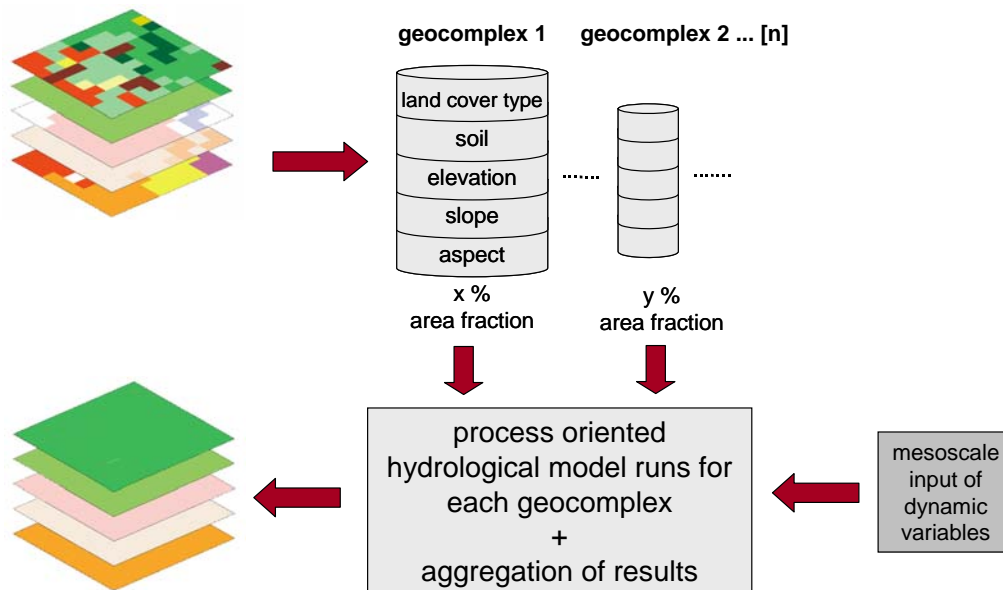 geocomplex 1
geocomplex 2 ... [n]
land cover type
soil
elevation
slope
aspect
......
......
x %
area fraction
y %
area fraction
process oriented
hydrological model runs for
each geocomplex
+
aggregation of results
mesoscale
input of
dynamic
variables